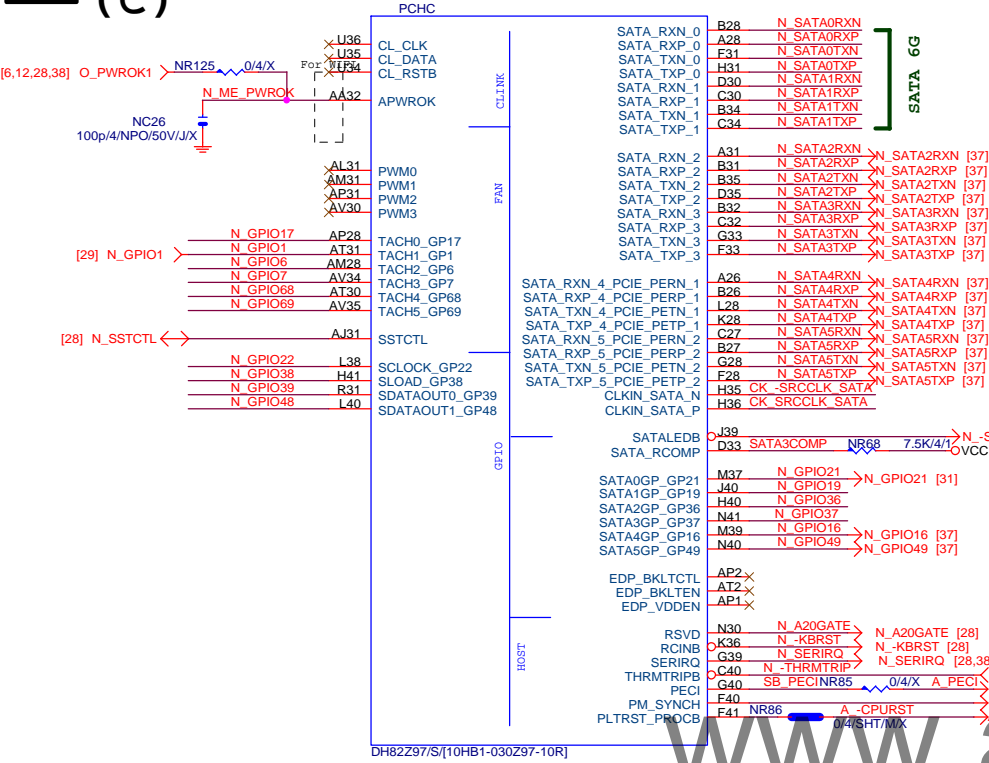 (C)
PCHC
[6,12,28,38] O_PWROK1 NR125 0/4/X
N_ME_PWROK
NC26
100p/4/NPO/50V/J/X
For WIFI
U36 CL_CLK
U35 CL_DATA
U34 CL_RSTB
AA32 APWROK
CLINK
AL31 PWM0
AM31 PWM1
AP31 PWM2
AV30 PWM3
FAN
N_GPIO17 AP28 TACH0_GP17
[29] N_GPIO1 N_GPIO1 AT31 TACH1_GP1
N_GPIO6 AM28 TACH2_GP6
N_GPIO7 AV34 TACH3_GP7
N_GPIO68 AT30 TACH4_GP68
N_GPIO69 AV35 TACH5_GP69
[28] N_SSTCTL AJ31 SSTCTL
N_GPIO22 L38 SCLOCK_GP22
N_GPIO38 H41 SLOAD_GP38
N_GPIO39 R31 SDATAOUT0_GP39
N_GPIO48 L40 SDATAOUT1_GP48
GPIO
HOST
SATA_RXN_0 B28 N_SATA0RXN
SATA_RXP_0 A28 N_SATA0RXP
SATA_TXN_0 F31 N_SATA0TXN
SATA_TXP_0 H31 N_SATA0TXP
SATA_RXN_1 D30 N_SATA1RXN
SATA_RXP_1 C30 N_SATA1RXP
SATA_TXN_1 B34 N_SATA1TXN
SATA_TXP_1 C34 N_SATA1TXP
SATA 6G
SATA_RXN_2 A31 N_SATA2RXN N_SATA2RXN [37]
SATA_RXP_2 B31 N_SATA2RXP N_SATA2RXP [37]
SATA_TXN_2 B35 N_SATA2TXN N_SATA2TXN [37]
SATA_TXP_2 D35 N_SATA2TXP N_SATA2TXP [37]
SATA_RXN_3 B32 N_SATA3RXN N_SATA3RXN [37]
SATA_RXP_3 C32 N_SATA3RXP N_SATA3RXP [37]
SATA_TXN_3 G33 N_SATA3TXN N_SATA3TXN [37]
SATA_TXP_3 F33 N_SATA3TXP N_SATA3TXP [37]
SATA_RXN_4_PCIE_PERN_1 A26 N_SATA4RXN N_SATA4RXN [37]
SATA_RXP_4_PCIE_PERP_1 B26 N_SATA4RXP N_SATA4RXP [37]
SATA_TXN_4_PCIE_PETN_1 L28 N_SATA4TXN N_SATA4TXN [37]
SATA_TXP_4_PCIE_PETP_1 K28 N_SATA4TXP N_SATA4TXP [37]
SATA_RXN_5_PCIE_PERN_2 C27 N_SATA5RXN N_SATA5RXN [37]
SATA_RXP_5_PCIE_PERP_2 B27 N_SATA5RXP N_SATA5RXP [37]
SATA_TXN_5_PCIE_PETN_2 G28 N_SATA5TXN N_SATA5TXN [37]
SATA_TXP_5_PCIE_PETP_2 F28 N_SATA5TXP N_SATA5TXP [37]
CLKIN_SATA_N H35 CK_-SRCCLK_SATA
CLKIN_SATA_P H36 CK_SRCCLK_SATA
SATALEDB J39 N_-S
SATA_RCOMP D33 SATA3COMP NR68 7.5K/4/1 VCC
SATA0GP_GP21 M37 N_GPIO21 N_GPIO21 [31]
SATA1GP_GP19 J40 N_GPIO19
SATA2GP_GP36 H40 N_GPIO36
SATA3GP_GP37 N41 N_GPIO37
SATA4GP_GP16 M39 N_GPIO16 N_GPIO16 [37]
SATA5GP_GP49 N40 N_GPIO49 N_GPIO49 [37]
EDP_BKLTCTL AP2
EDP_BKLTEN AT2
EDP_VDDEN AP1
RSVD N30 N_A20GATE N_A20GATE [28]
RCINB K36 N_-KBRST N_-KBRST [28]
SERIRQ G39 N_SERIRQ N_SERIRQ [28,38
THRMTRIPB C40 N_-THRMTRIP
PECI G40 SB_PECI NR85 0/4/X A_PECI
PM_SYNCH F40
PLTRST_PROCB F41 NR86 A_-CPURST
0/4/SHT/M/X
DH82Z97/S/[10HB1-030Z97-10R]
www.a